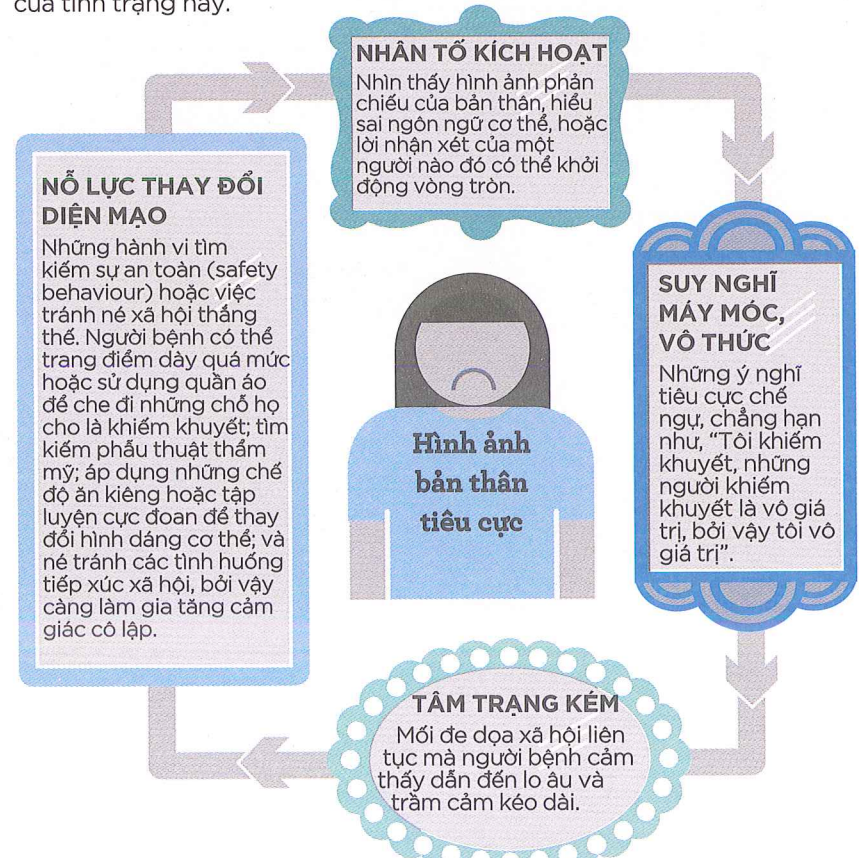 của tình trạng này.
NHÂN TỐ KÍCH HOẠT
Nhìn thấy hình ảnh phản
chiếu của bản thân, hiểu
sai ngôn ngữ cơ thể, hoặc
lời nhận xét của một
người nào đó có thể khởi
động vòng tròn.
SUY NGHĨ
MÁY MÓC,
VÔ THỨC
Những ý nghĩ
tiêu cực chế
ngự, chẳng hạn
như, “Tôi khiếm
khuyết, những
người khiếm
khuyết là vô giá
trị, bởi vậy tôi vô
giá trị”.
TÂM TRẠNG KÉM
Mối đe dọa xã hội liên
tục mà người bệnh cảm
thấy dẫn đến lo âu và
trầm cảm kéo dài.
NỖ LỰC THAY ĐỔI
DIỆN MẠO
Những hành vi tìm
kiếm sự an toàn (safety
behaviour) hoặc việc
tránh né xã hội thắng
thế. Người bệnh có thể
trang điểm dày quá mức
hoặc sử dụng quần áo
để che đi những chỗ họ
cho là khiếm khuyết; tìm
kiếm phẫu thuật thẩm
mỹ; áp dụng những chế
độ ăn kiêng hoặc tập
luyện cực đoan để thay
đổi hình dáng cơ thể; và
né tránh các tình huống
tiếp xúc xã hội, bởi vậy
càng làm gia tăng cảm
giác cô lập.
Hình ảnh
bản thân
tiêu cực